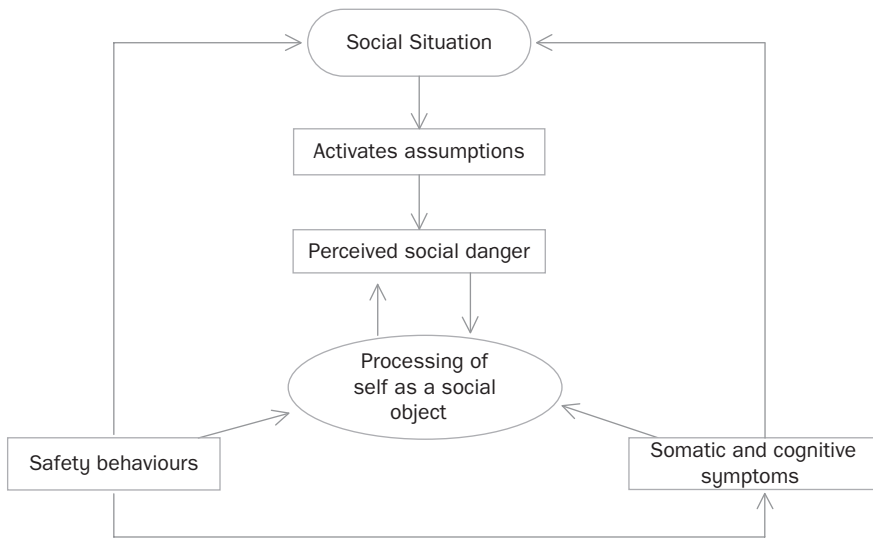 Social Situation
Activates assumptions
Perceived social danger
Processing of
self as a social
object
Safety behaviours
Somatic and cognitive
symptoms